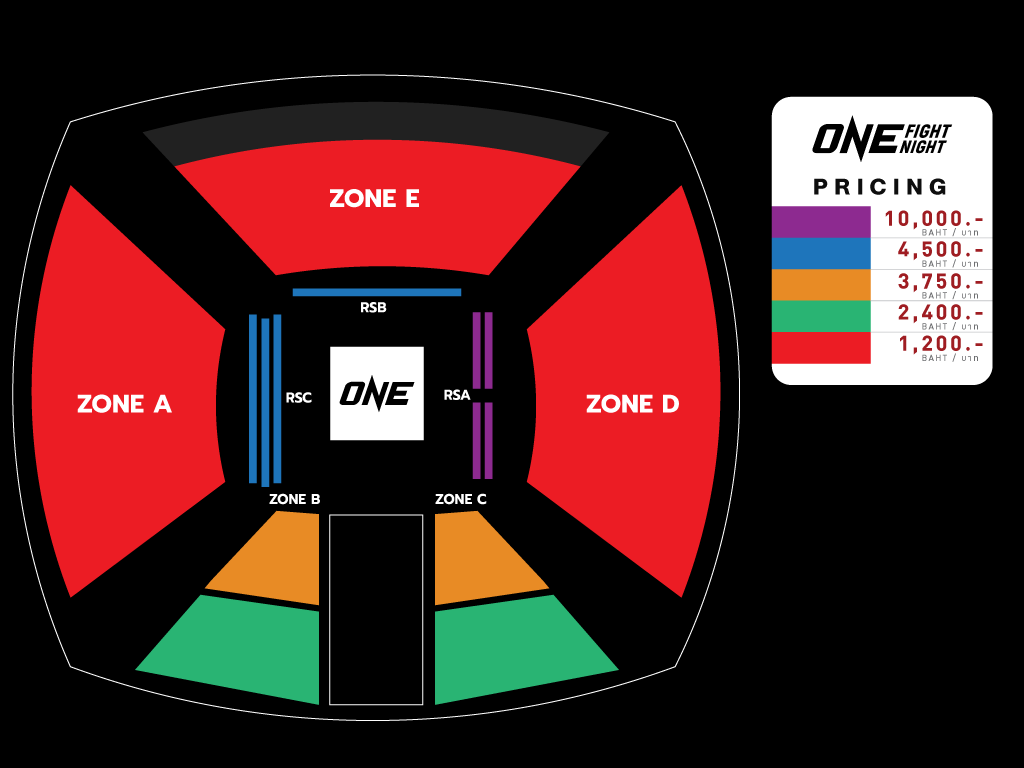 ZONE E
RSB
RSC
ONE
RSA
ZONE A
ZONE D
ZONE B
ZONE C
ONE FIGHT NIGHT
PRICING
10,000.-
BAHT / บาท
4,500.-
BAHT / บาท
3,750.-
BAHT / บาท
2,400.-
BAHT / บาท
1,200.-
BAHT / บาท